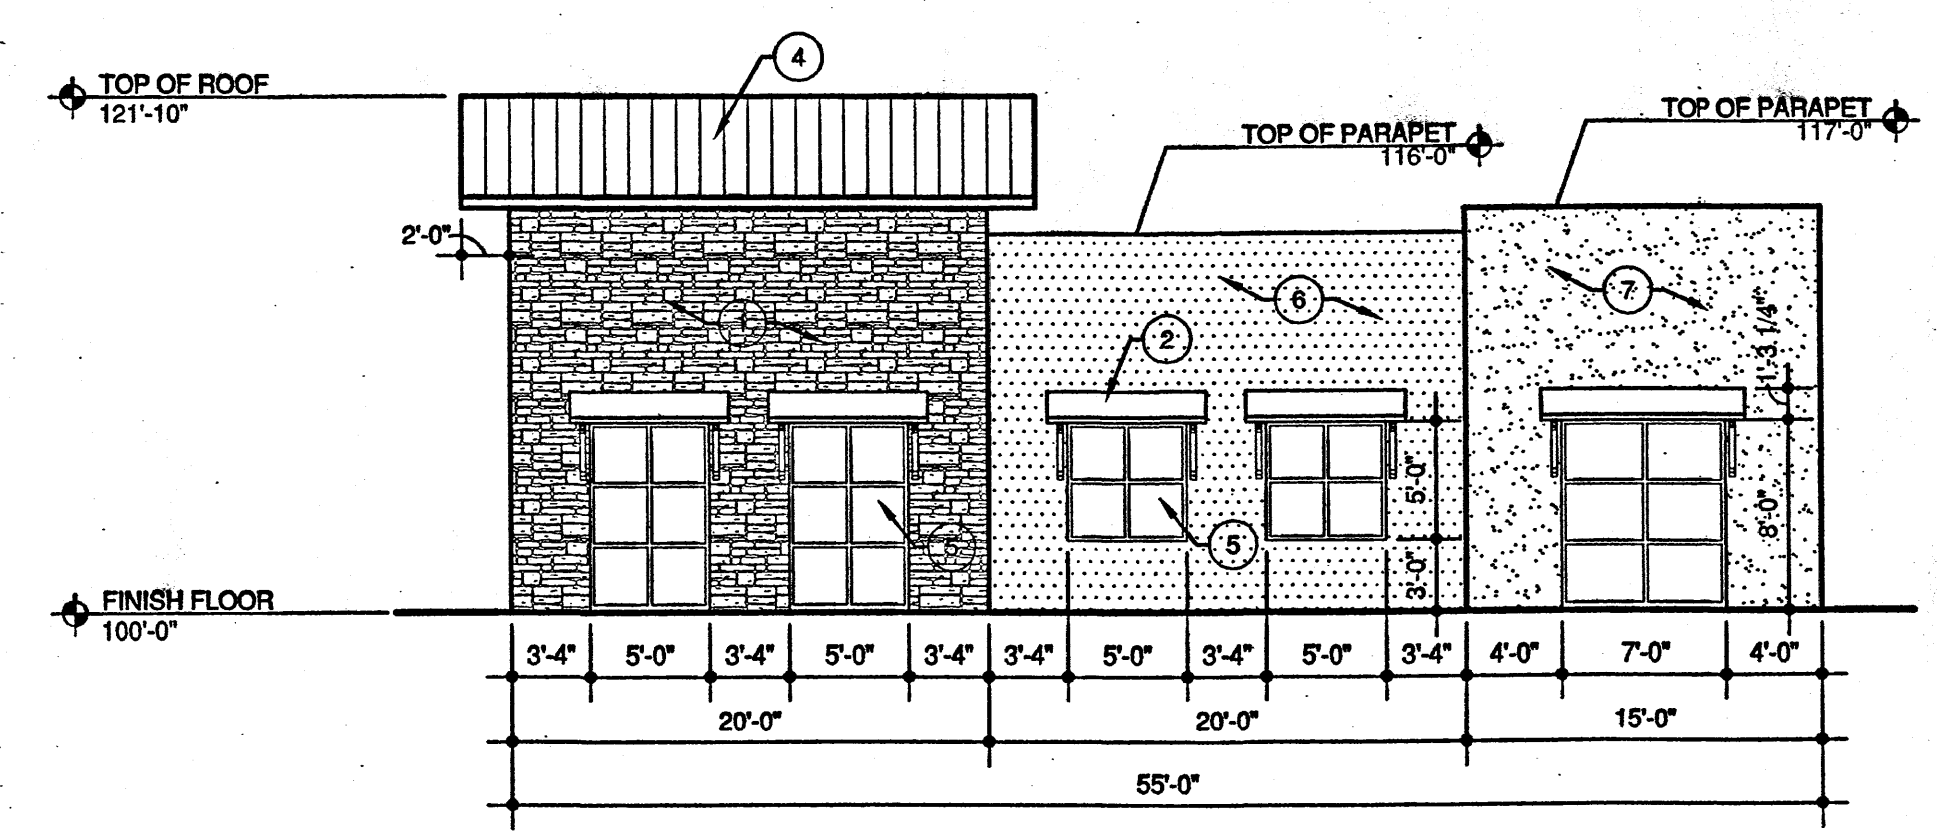 4
TOP OF ROOF
121'-10"
TOP OF PARAPET
116'-0"
TOP OF PARAPET
117'-0"
2'-0"
1
6
7
2
1'-3 1/4"
5
5
5'-0"
3'-0"
8'-0"
FINISH FLOOR
100'-0"
3'-4" 5'-0" 3'-4" 5'-0" 3'-4" 3'-4" 5'-0" 3'-4" 5'-0" 3'-4" 4'-0" 7'-0" 4'-0"
20'-0" 20'-0" 15'-0"
55'-0"